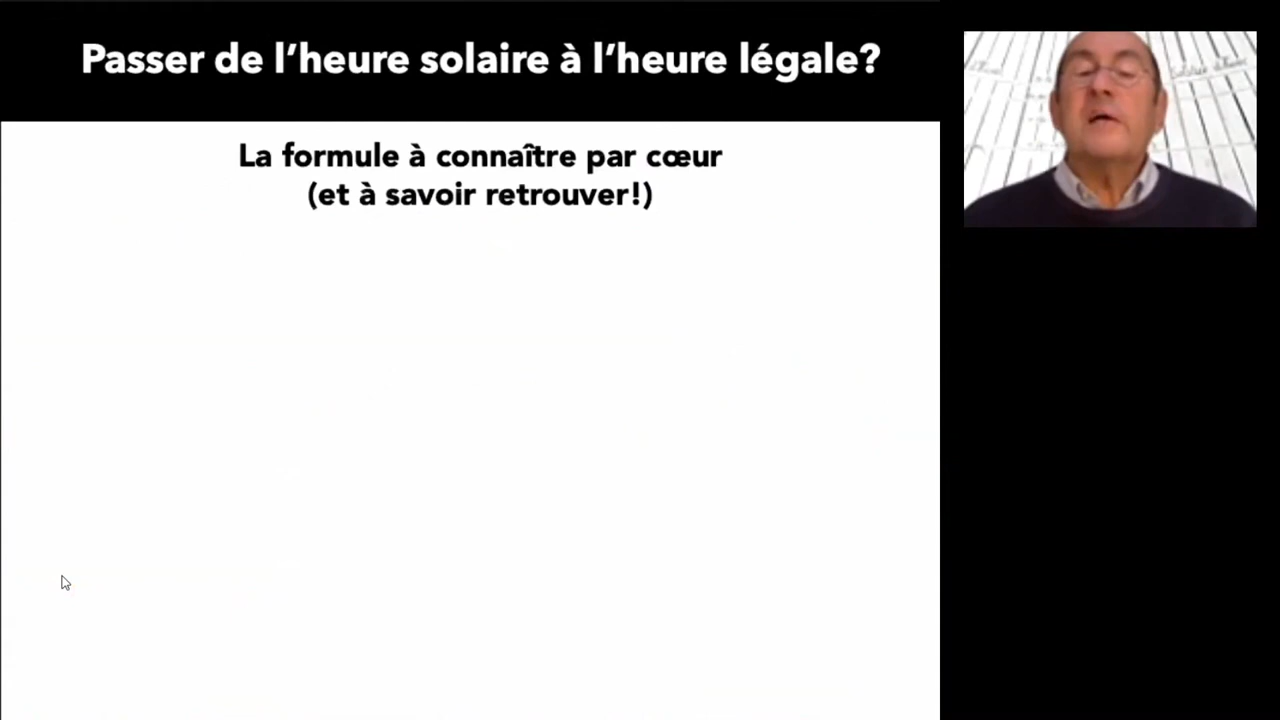 Passer de l’heure solaire à l’heure légale?
La formule à connaître par cœur
(et à savoir retrouver!)